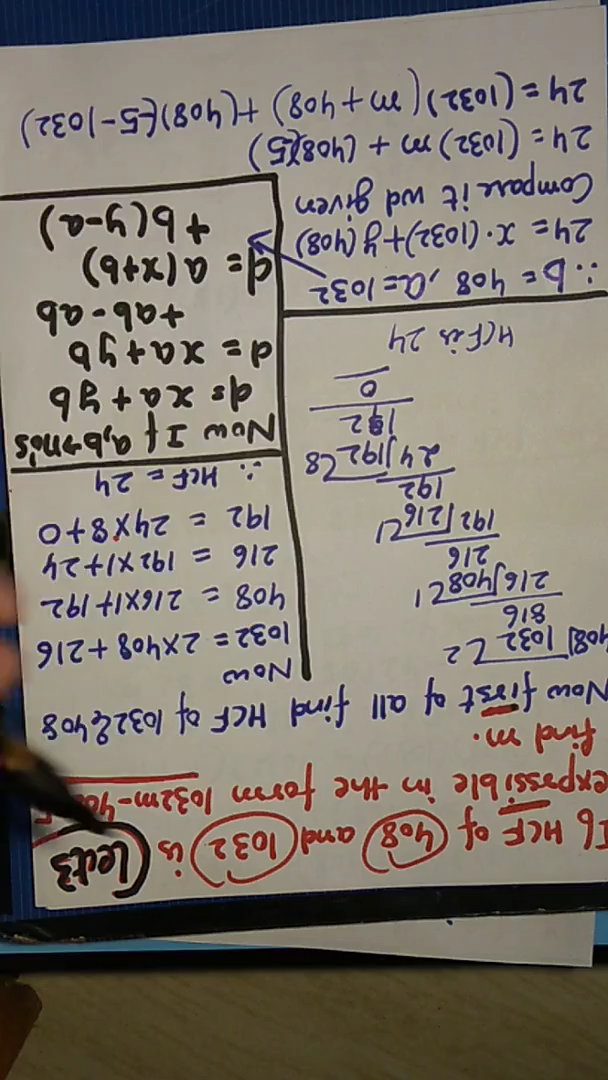 If HCF of 408 and 1032 is Lect3
expressible in the form 1032m-408
find m.
Now first of all find HCF of 1032&408
408)1032(2
816
216)408(1
216
192)216(1
192
24)192(8
192
0
HCF is 24
Now
1032 = 2×408+216
408 = 216×1+192
216 = 192×1+24
192 = 24×8+0
∴ HCF = 24
Now If a,b→no's
d= xa+yb
d= xa+yb
+ab-ab
d= a(x+b)
+b(y-a)
∴ b=408, a=1032
24=x.(1032)+y(408)
Compare it wd given
24=(1032)m+(408)(-5)
24=(1032)(m+408)+(408)(-5-1032)